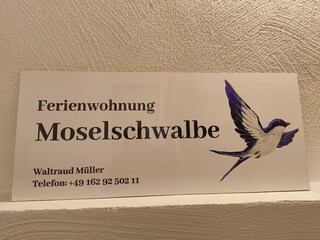 Ferienwohnung
Moselschwalbe
Waltraud Müller
Telefon: +49 162 92 502 11